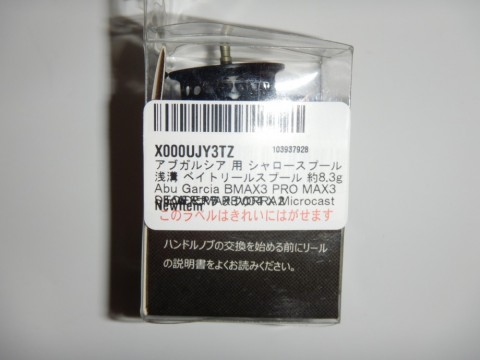 X000UJY3TZ
103937928
アブガルシア 用 シャロースプール
浅溝 ベイトリールスプール 約8.3g
Abu Garcia BMAX3 PRO MAX3
Microcast
NewItem
このラベルはきれいにはがせます
ハンドルノブの交換を始める前にリール
の説明書をよくお読みください。